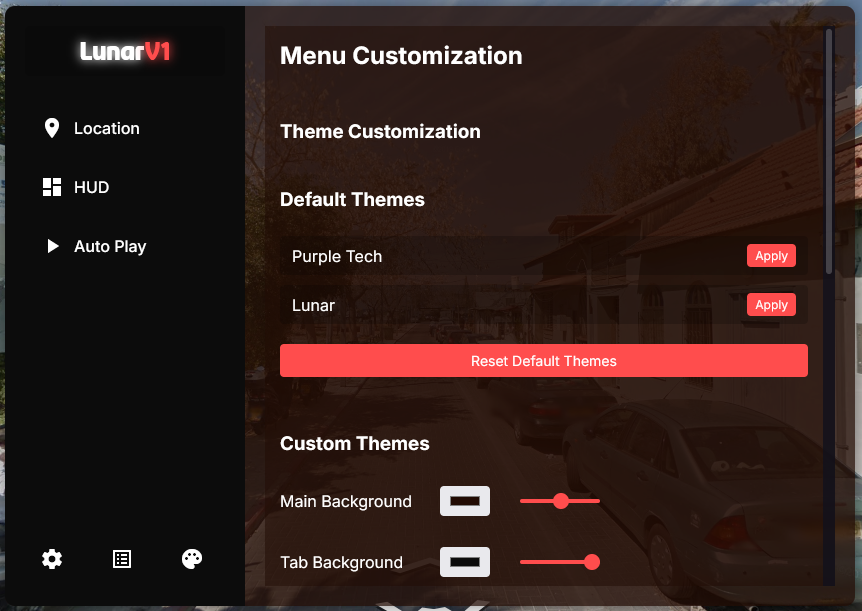 LunarV1
Location
HUD
Auto Play
Menu Customization
Theme Customization
Default Themes
Purple Tech
Apply
Lunar
Apply
Reset Default Themes
Custom Themes
Main Background
Tab Background